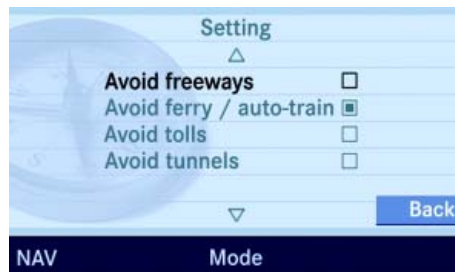 Setting
Avoid freeways
Avoid ferry / auto-train
Avoid tolls
Avoid tunnels
Back
NAV Mode